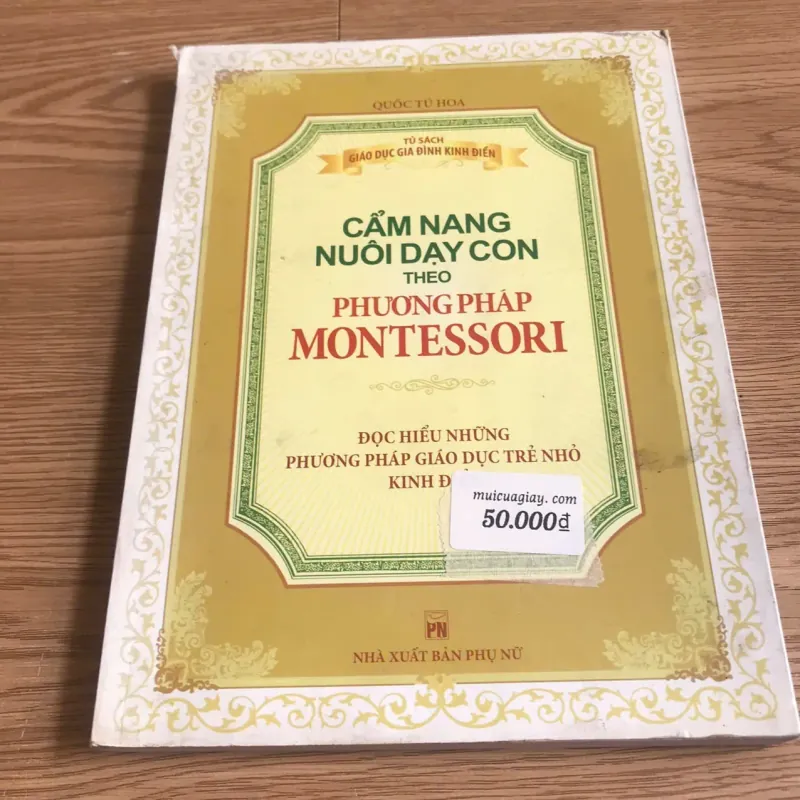 QUỐC TÚ HOA
TỦ SÁCH
GIÁO DỤC GIA ĐÌNH KINH ĐIỂN
CẨM NANG
NUÔI DẠY CON
THEO
PHƯƠNG PHÁP
MONTESSORI
ĐỌC HIỂU NHỮNG
PHƯƠNG PHÁP GIÁO DỤC TRẺ NHỎ
KINH
muicuagiay. com
50.000₫
PN
NHÀ XUẤT BẢN PHỤ NỮ